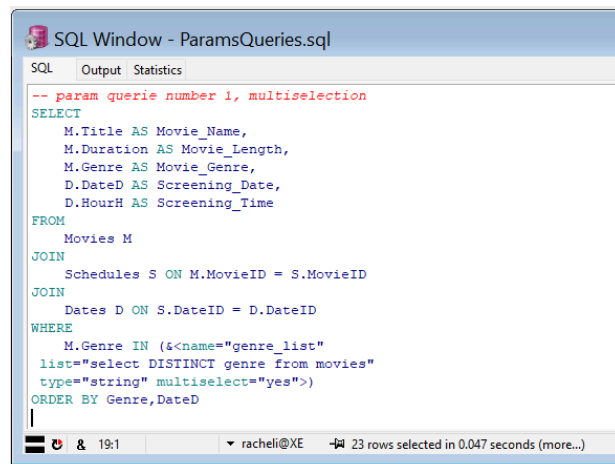 SQL Window - ParamsQueries.sql
SQL Output Statistics
-- param querie number 1, multiselection
SELECT
    M.Title AS Movie_Name,
    M.Duration AS Movie_Length,
    M.Genre AS Movie_Genre,
    D.DateD AS Screening_Date,
    D.HourH AS Screening_Time
FROM
    Movies M
JOIN
    Schedules S ON M.MovieID = S.MovieID
JOIN
    Dates D ON S.DateID = D.DateID
WHERE
    M.Genre IN (&<name="genre_list"
 list="select DISTINCT genre from movies"
 type="string" multiselect="yes">)
ORDER BY Genre,DateD
& 19:1 racheli@XE 23 rows selected in 0.047 seconds (more...)